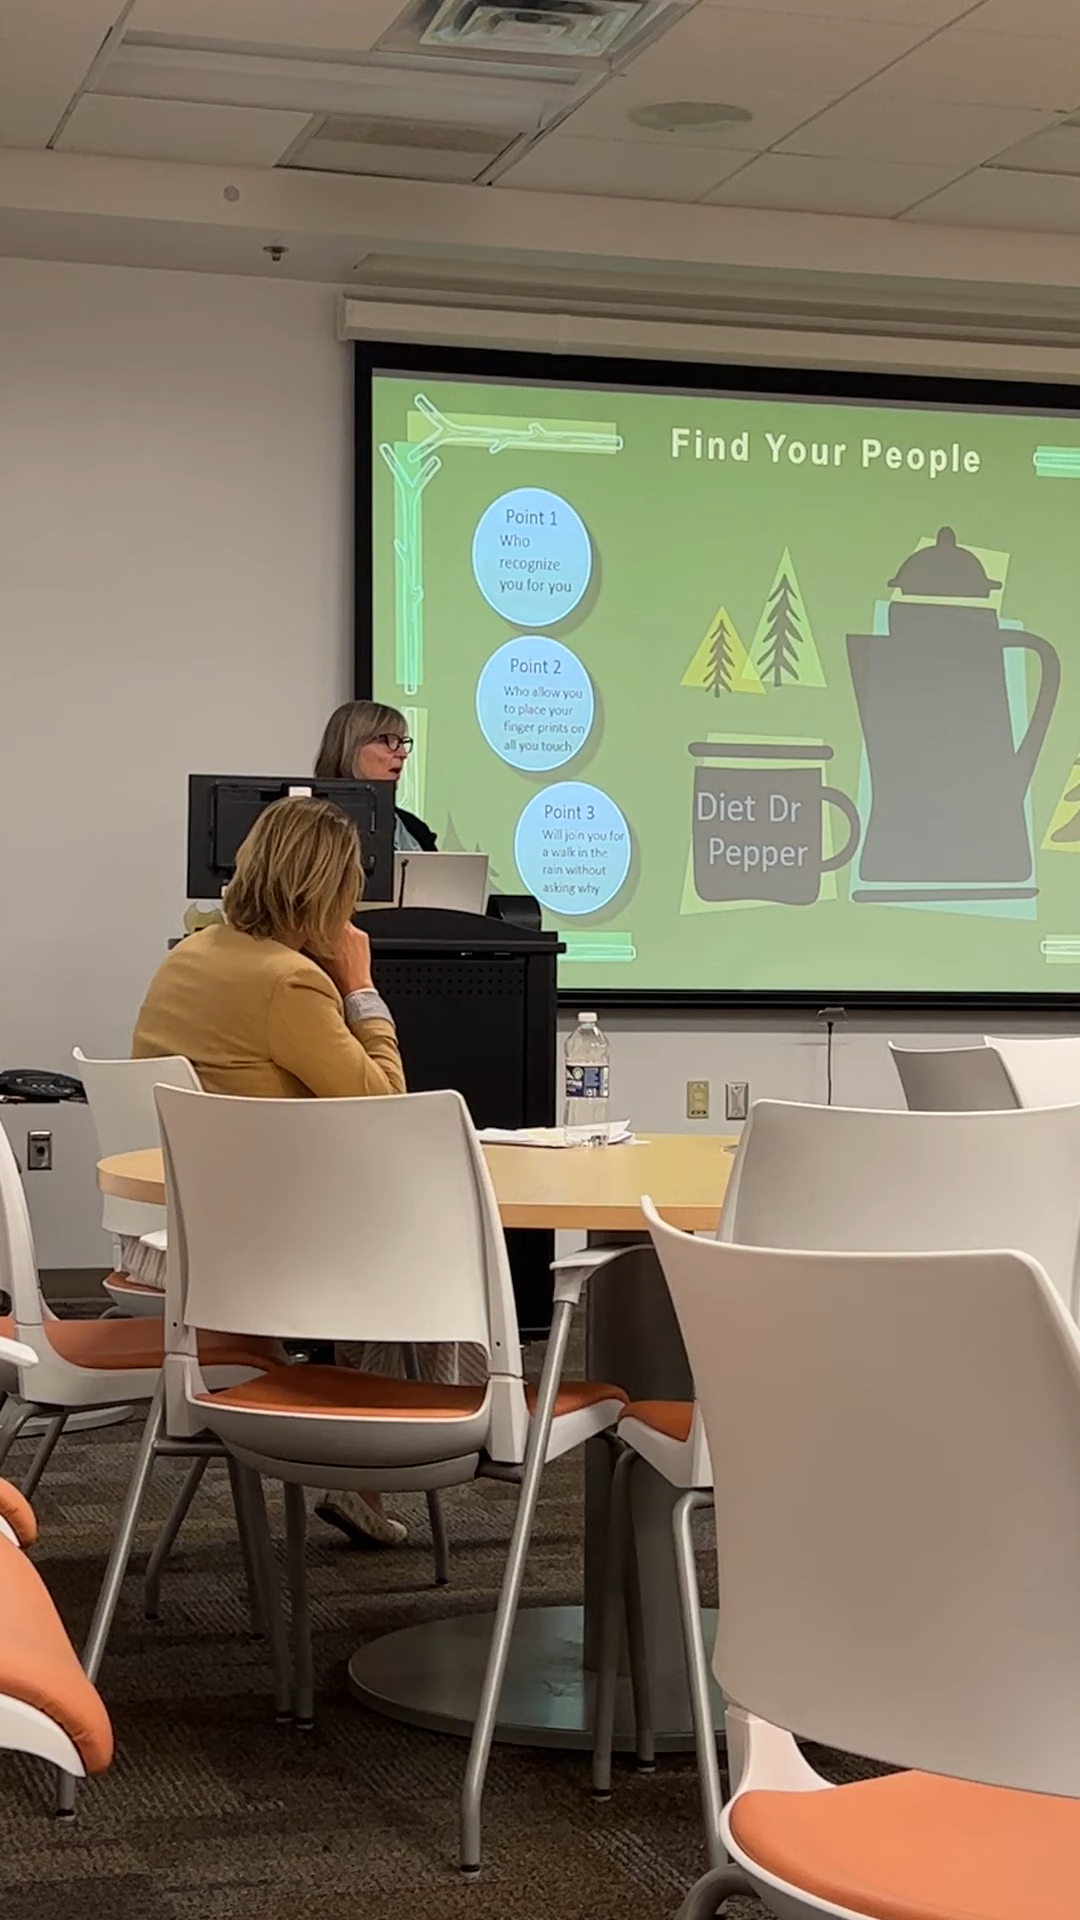 Find Your People
Point 1
Who
recognize
you for you
Point 2
Who allow you
to place your
finger prints on
all you touch
Point 3
Will join you for
a walk in the
rain without
asking why
Diet Dr
Pepper